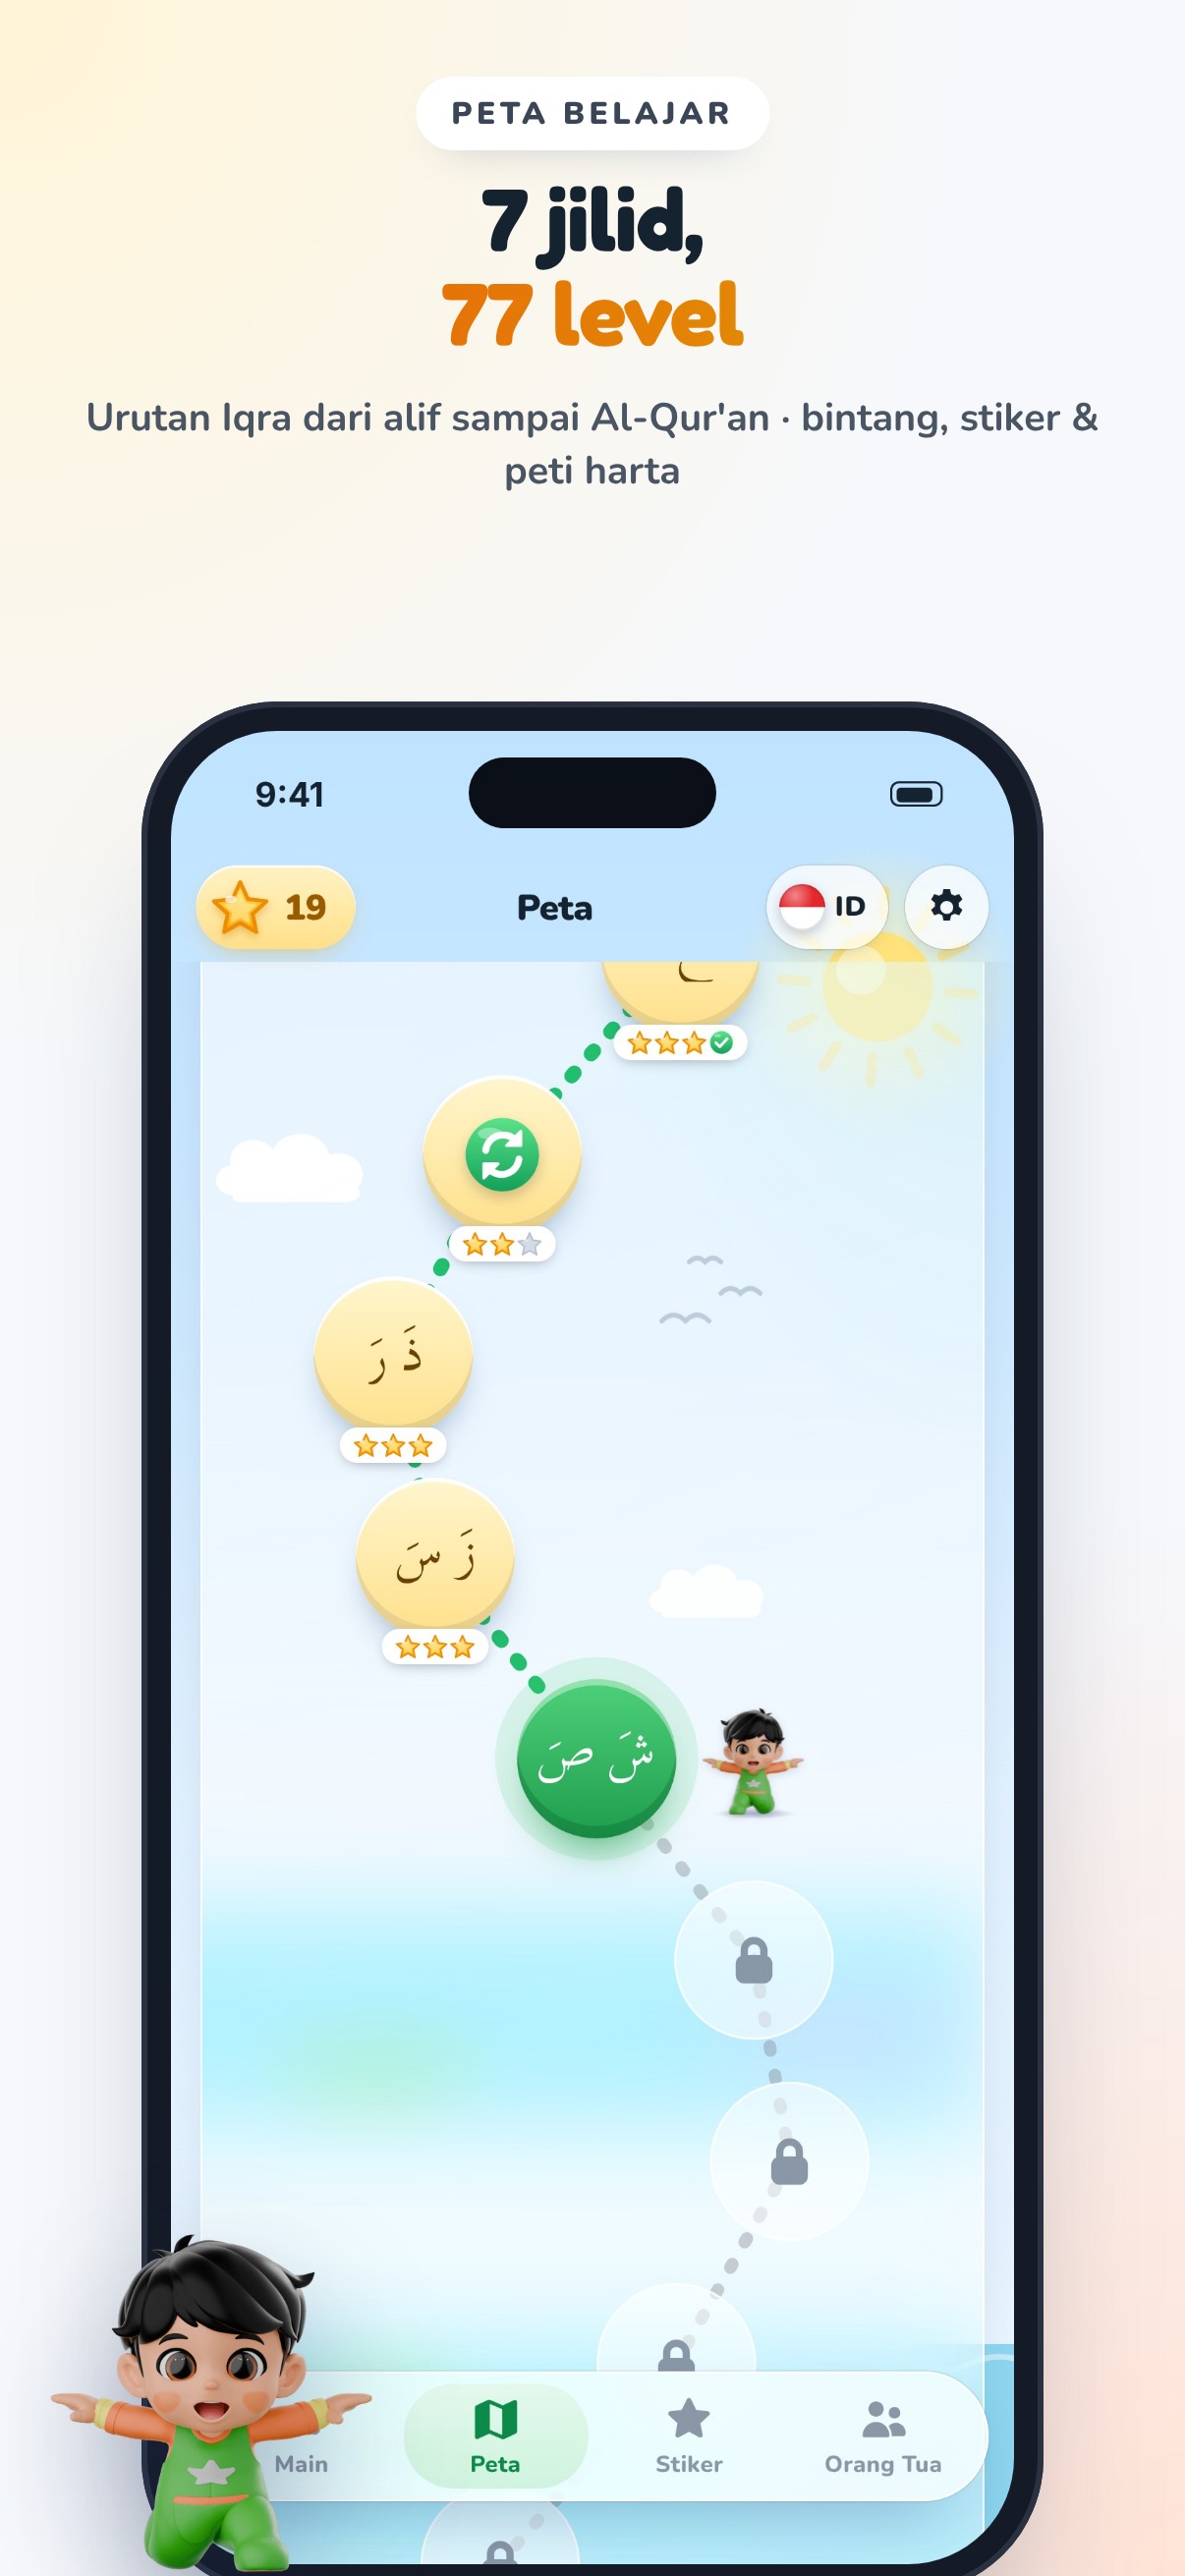 PETA BELAJAR
7 jilid,
77 level
Urutan Iqra dari alif sampai Al-Qur'an · bintang, stiker &
peti harta
9:41
19
Peta
ID
ذَ رَ
زَ سَ
شَ صَ
Main
Peta
Stiker
Orang Tua